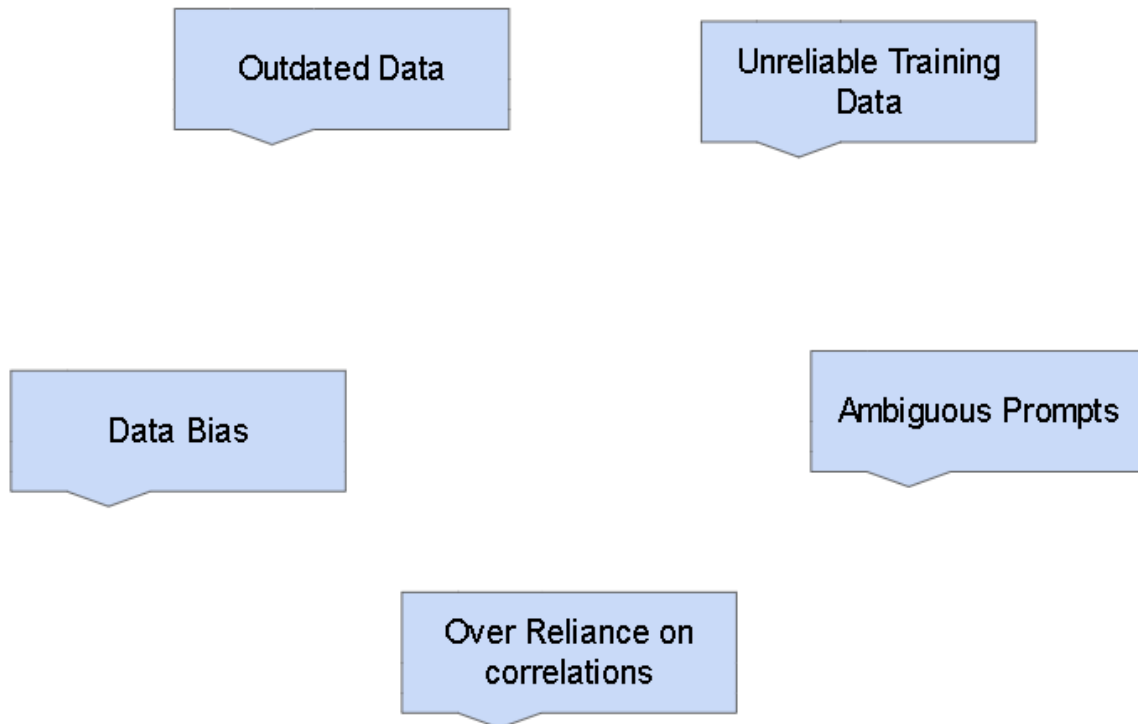 Outdated Data
Unreliable Training
Data
Data Bias
Ambiguous Prompts
Over Reliance on
correlations